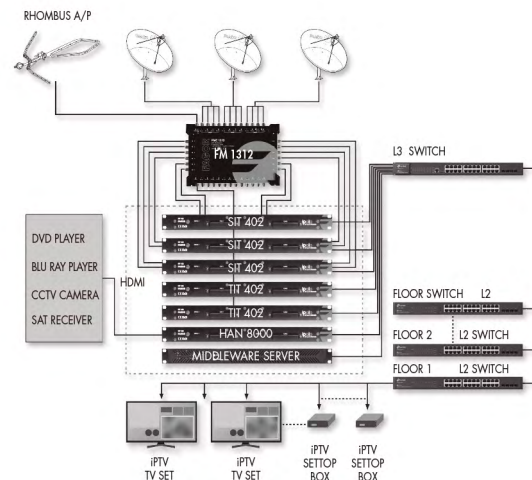 RHOMBUS A/P
FM 1312
L3 SWITCH
SIT 402
SIT 402
SIT 402
TIT 402
TIT 402
HAN 8000
MIDDLEWARE SERVER
HDMI
DVD PLAYER
BLU RAY PLAYER
CCTV CAMERA
SAT RECEIVER
FLOOR SWITCH L2
FLOOR 2 L2 SWITCH
FLOOR 1 L2 SWITCH
iPTV
TV SET
iPTV
TV SET
iPTV
SETTOP
BOX
iPTV
SETTOP
BOX